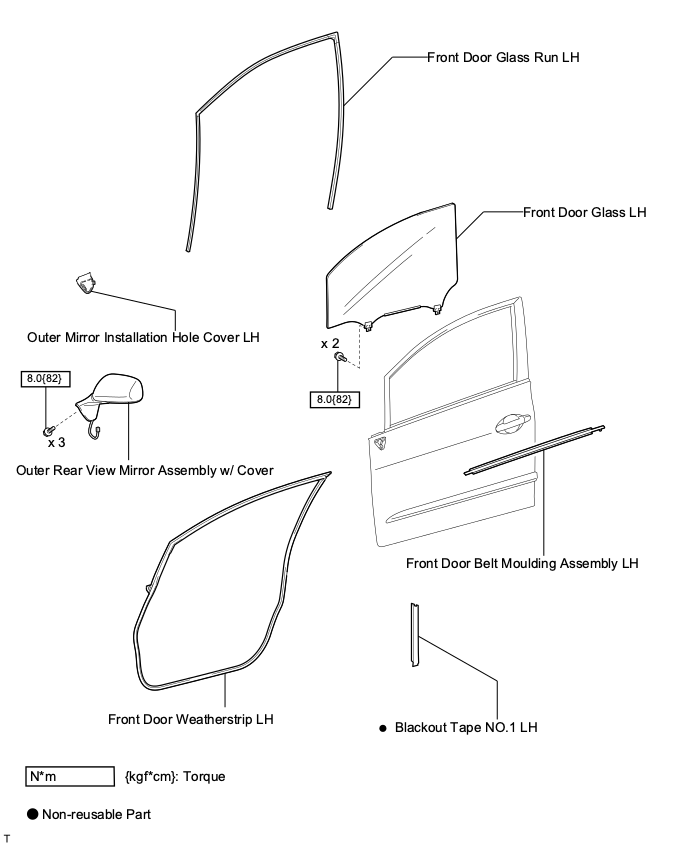 Front Door Glass Run LH
Front Door Glass LH
Outer Mirror Installation Hole Cover LH
x 2
8.0{82}
8.0{82}
x 3
Outer Rear View Mirror Assembly w/ Cover
Front Door Belt Moulding Assembly LH
Front Door Weatherstrip LH
● Blackout Tape NO.1 LH
N*m {kgf*cm}: Torque
● Non-reusable Part
T